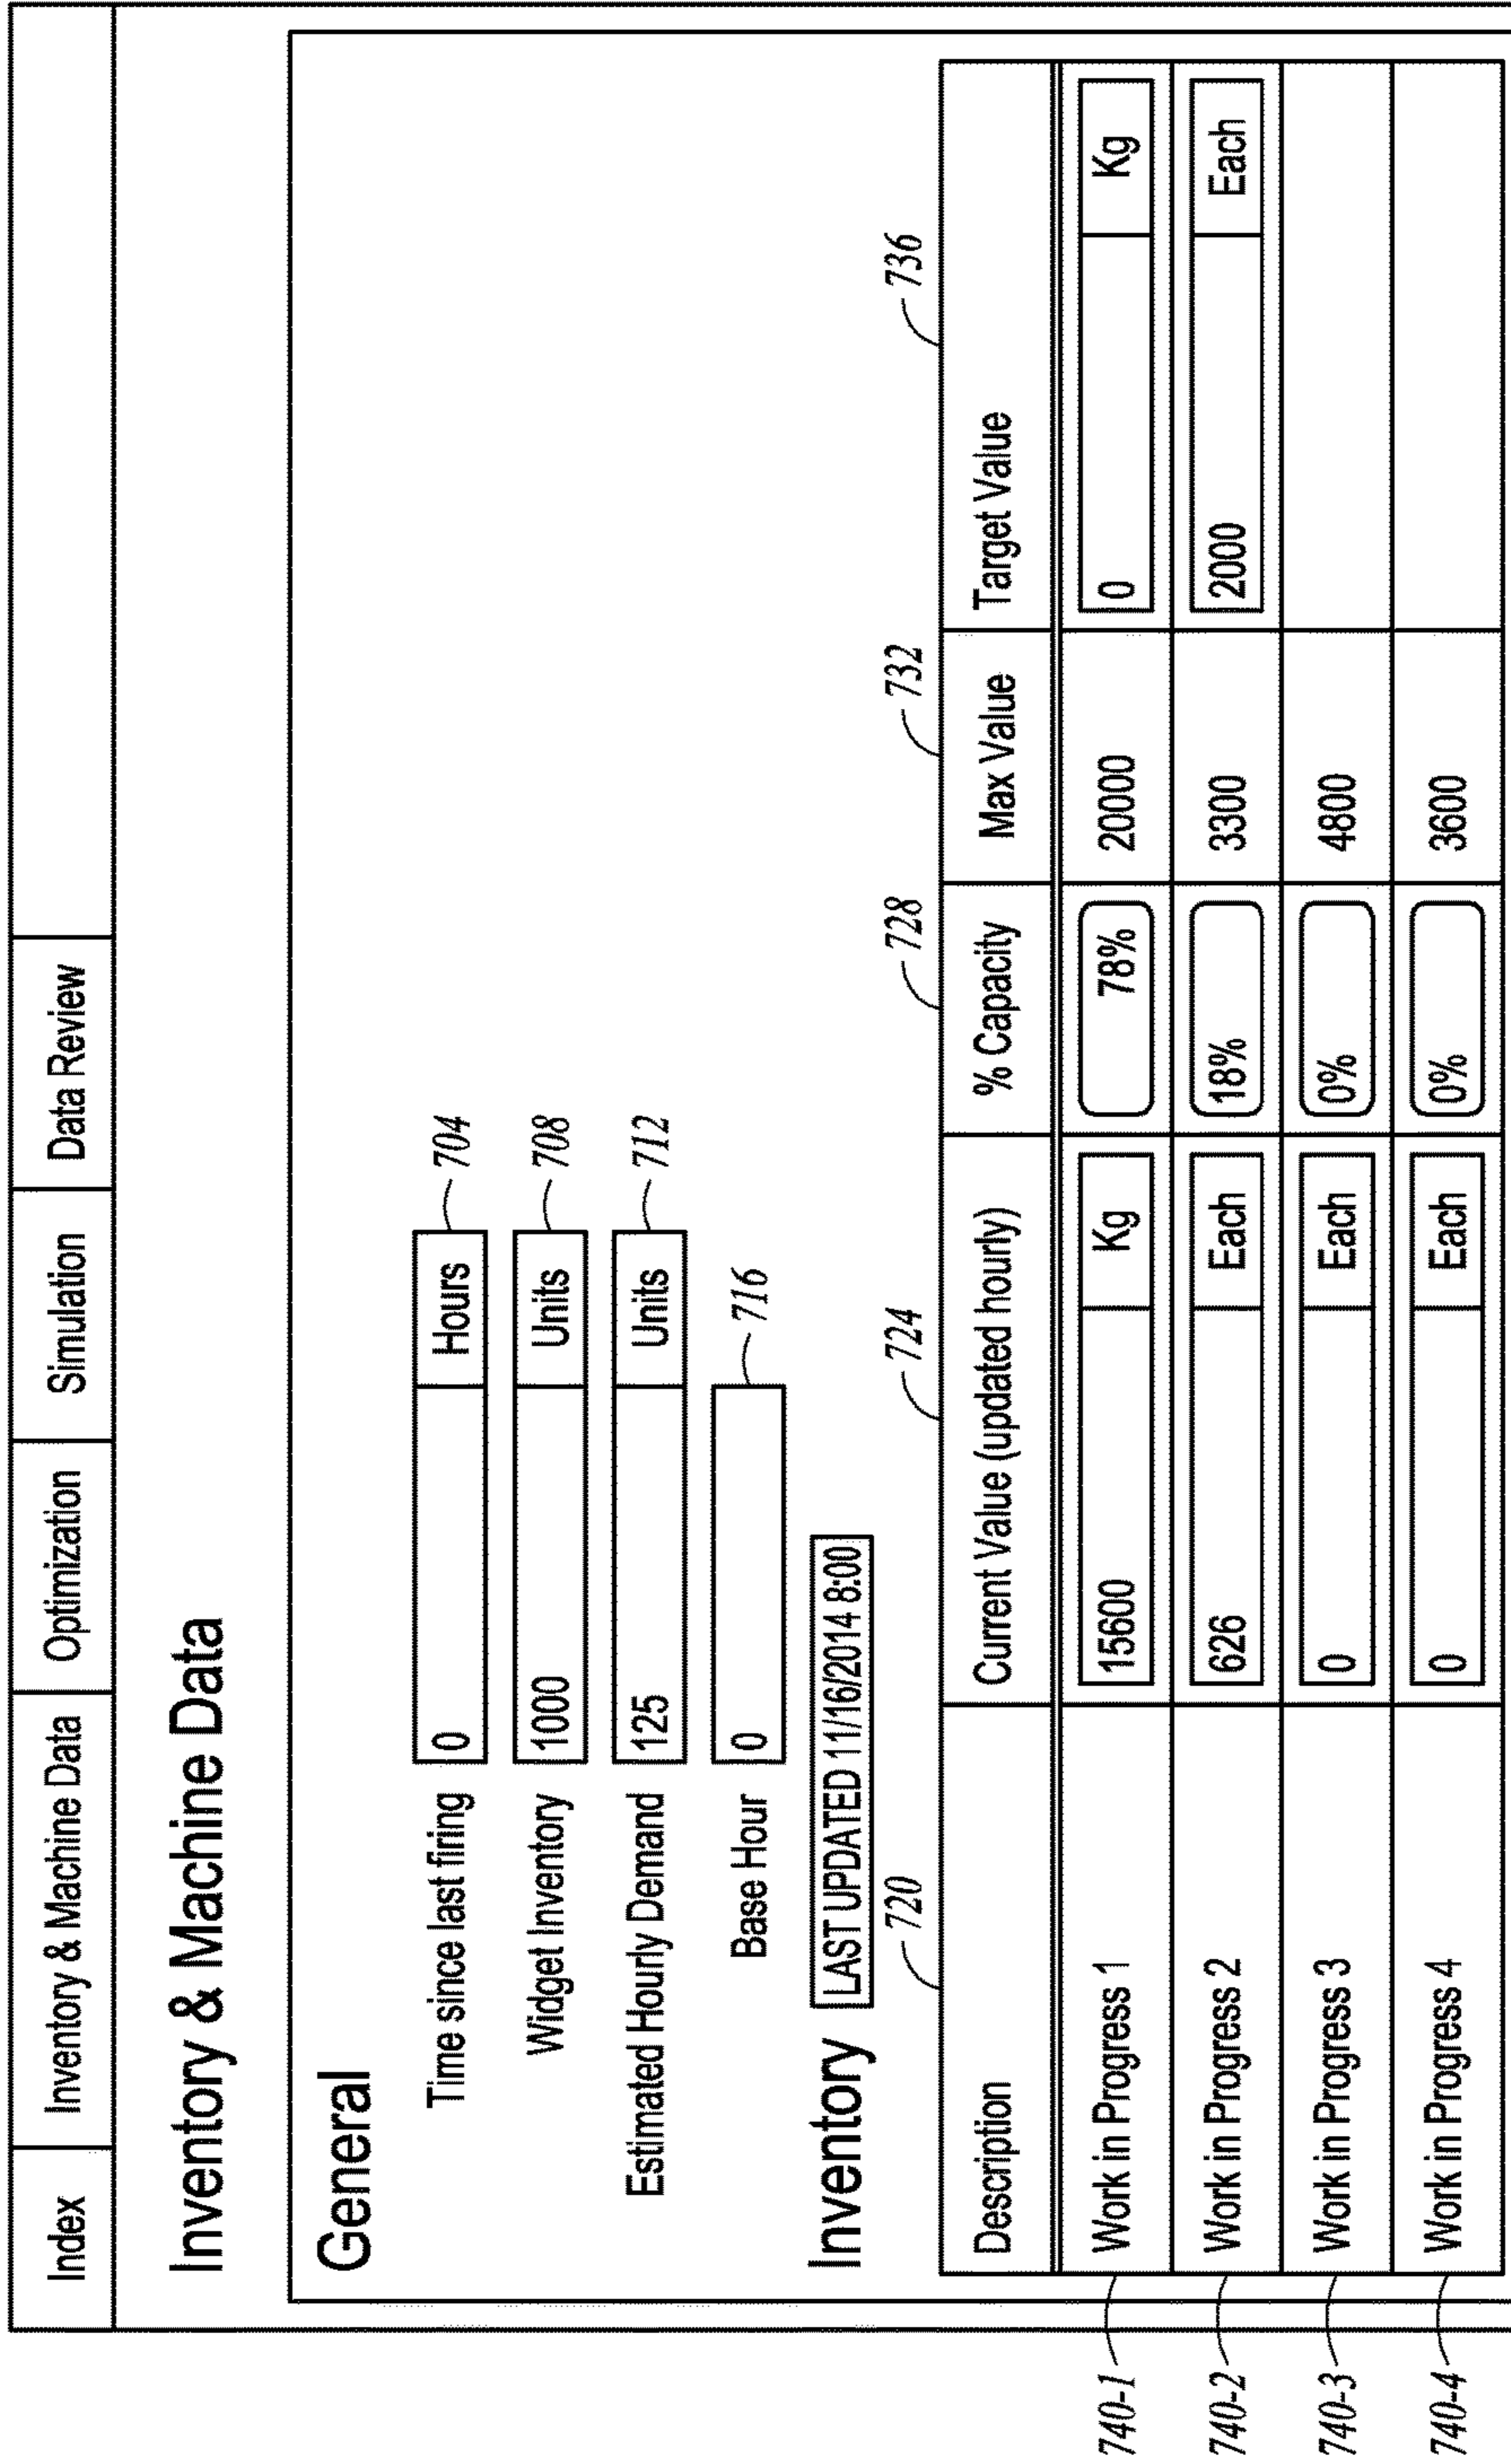 Index Inventory & Machine Data Optimization Simulation Data Review
Inventory & Machine Data
General
Time since last firing 0 Hours 704
Widget Inventory 1000 Units 708
Estimated Hourly Demand 125 Units 712
Base Hour 0 716
Inventory LAST UPDATED 11/16/2014 8:00
720 724 728 732 736
Description Current Value (updated hourly) % Capacity Max Value Target Value
740-1 Work in Progress 1 15600 Kg 78% 20000 0 Kg
740-2 Work in Progress 2 626 Each 18% 3300 2000 Each
740-3 Work in Progress 3 0 Each 0% 4800
740-4 Work in Progress 4 0 Each 0% 3600